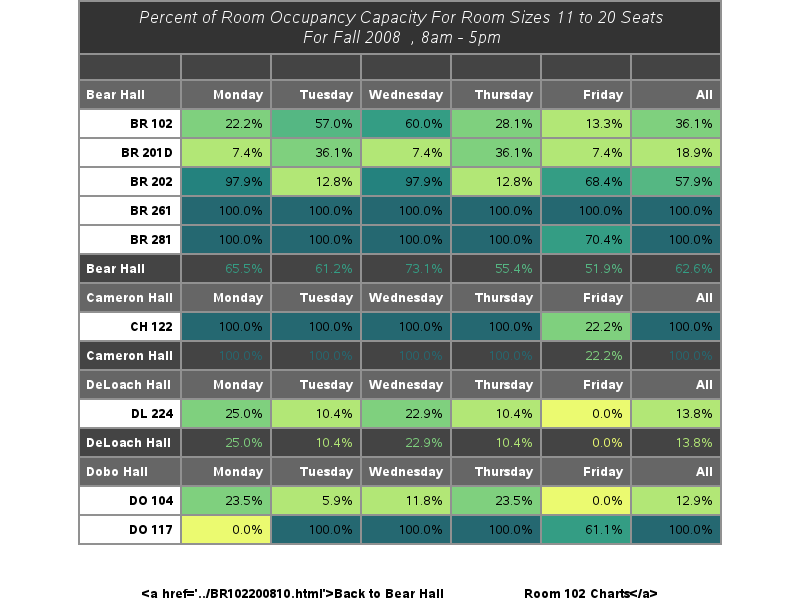 Percent of Room Occupancy Capacity For Room Sizes 11 to 20 Seats
For Fall 2008 , 8am - 5pm
Bear Hall Monday Tuesday Wednesday Thursday Friday All
BR 102 22.2% 57.0% 60.0% 28.1% 13.3% 36.1%
BR 201D 7.4% 36.1% 7.4% 36.1% 7.4% 18.9%
BR 202 97.9% 12.8% 97.9% 12.8% 68.4% 57.9%
BR 261 100.0% 100.0% 100.0% 100.0% 100.0% 100.0%
BR 281 100.0% 100.0% 100.0% 100.0% 70.4% 100.0%
Bear Hall 65.5% 61.2% 73.1% 55.4% 51.9% 62.6%
Cameron Hall Monday Tuesday Wednesday Thursday Friday All
CH 122 100.0% 100.0% 100.0% 100.0% 22.2% 100.0%
Cameron Hall 100.0% 100.0% 100.0% 100.0% 22.2% 100.0%
DeLoach Hall Monday Tuesday Wednesday Thursday Friday All
DL 224 25.0% 10.4% 22.9% 10.4% 0.0% 13.8%
DeLoach Hall 25.0% 10.4% 22.9% 10.4% 0.0% 13.8%
Dobo Hall Monday Tuesday Wednesday Thursday Friday All
DO 104 23.5% 5.9% 11.8% 23.5% 0.0% 12.9%
DO 117 0.0% 100.0% 100.0% 100.0% 61.1% 100.0%
<a href='../BR102200810.html'>Back to Bear Hall Room 102 Charts</a>